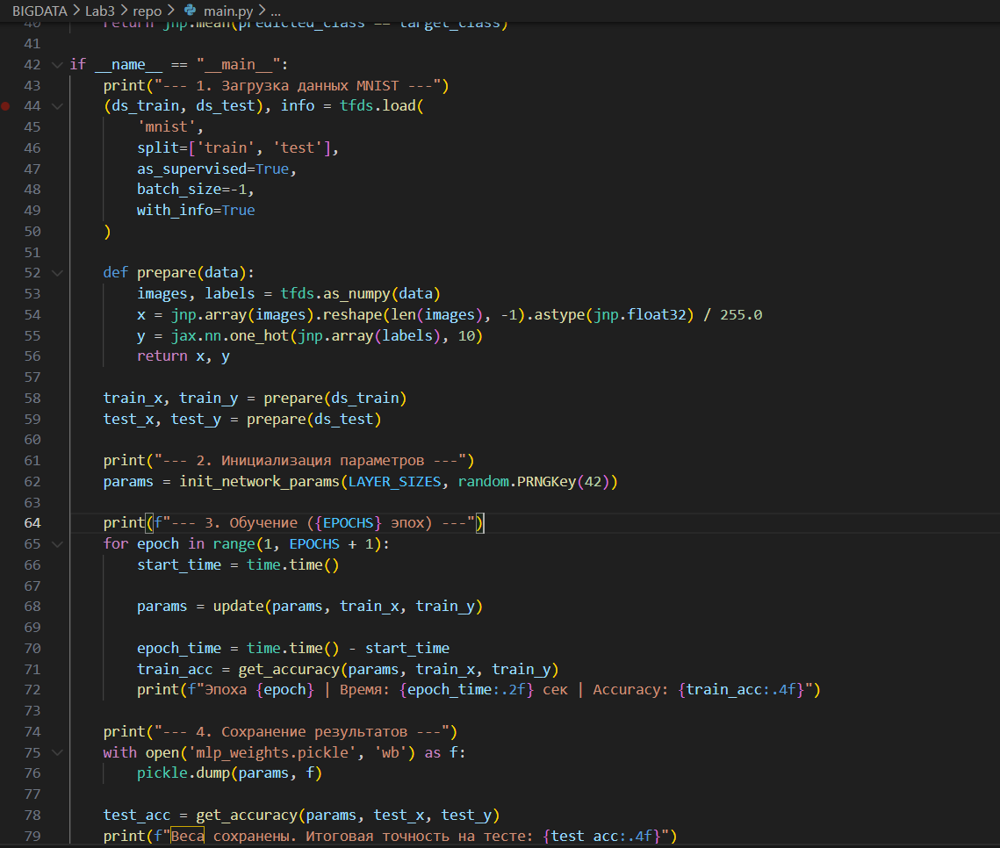 BIGDATA > Lab3 > repo > main.py > ...
40 return jnp.mean(predicted_class == target_class)
41
42 if __name__ == "__main__":
43 print("--- 1. Загрузка данных MNIST ---")
44 (ds_train, ds_test), info = tfds.load(
45 'mnist',
46 split=['train', 'test'],
47 as_supervised=True,
48 batch_size=-1,
49 with_info=True
50 )
51
52 def prepare(data):
53 images, labels = tfds.as_numpy(data)
54 x = jnp.array(images).reshape(len(images), -1).astype(jnp.float32) / 255.0
55 y = jax.nn.one_hot(jnp.array(labels), 10)
56 return x, y
57
58 train_x, train_y = prepare(ds_train)
59 test_x, test_y = prepare(ds_test)
60
61 print("--- 2. Инициализация параметров ---")
62 params = init_network_params(LAYER_SIZES, random.PRNGKey(42))
63
64 print(f"--- 3. Обучение ({EPOCHS} эпох) ---")
65 for epoch in range(1, EPOCHS + 1):
66 start_time = time.time()
67
68 params = update(params, train_x, train_y)
69
70 epoch_time = time.time() - start_time
71 train_acc = get_accuracy(params, train_x, train_y)
72 print(f"Эпоха {epoch} | Время: {epoch_time:.2f} сек | Accuracy: {train_acc:.4f}")
73
74 print("--- 4. Сохранение результатов ---")
75 with open('mlp_weights.pickle', 'wb') as f:
76 pickle.dump(params, f)
77
78 test_acc = get_accuracy(params, test_x, test_y)
79 print(f"Веса сохранены. Итоговая точность на тесте: {test_acc:.4f}")